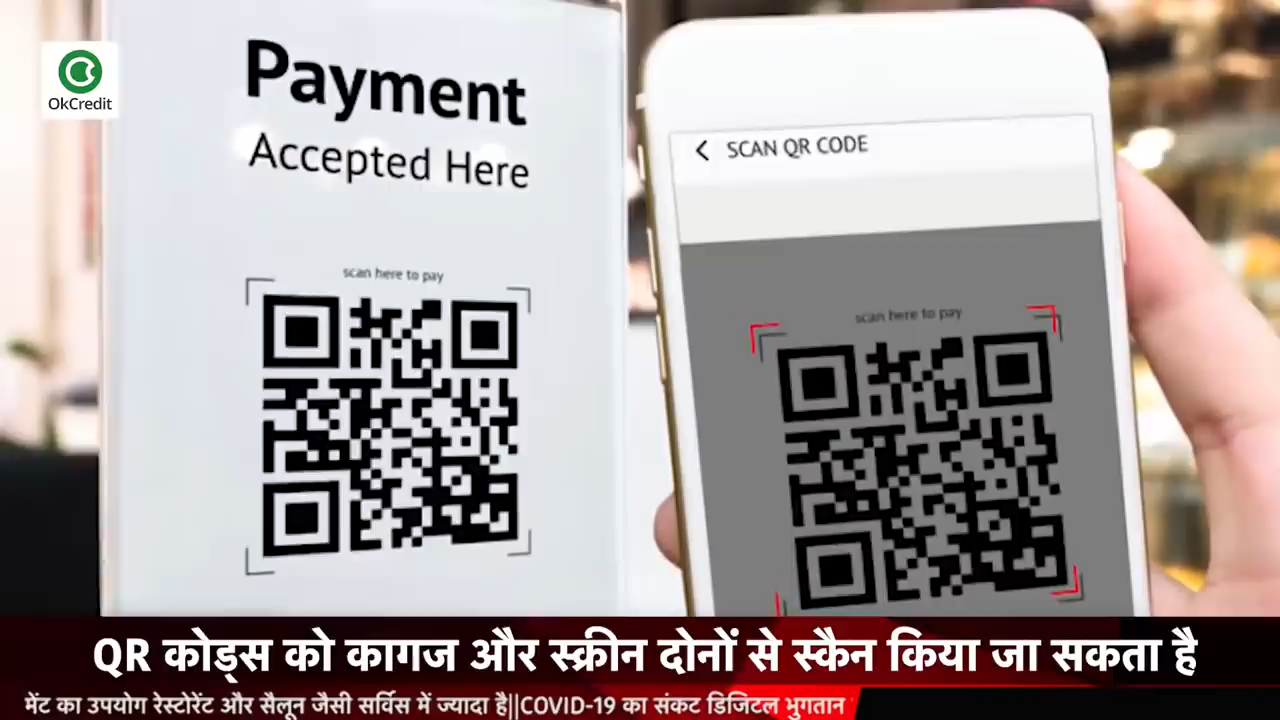 OkCredit
Payment
Accepted Here
scan here to pay
SCAN QR CODE
scan here to pay
QR कोड्स को कागज और स्क्रीन दोनों से स्कैन किया जा सकता है
मेंट का उपयोग रेस्टोरेंट और सैलून जैसी सर्विस में ज्यादा है||COVID-19 का संकट डिजिटल भुगतान